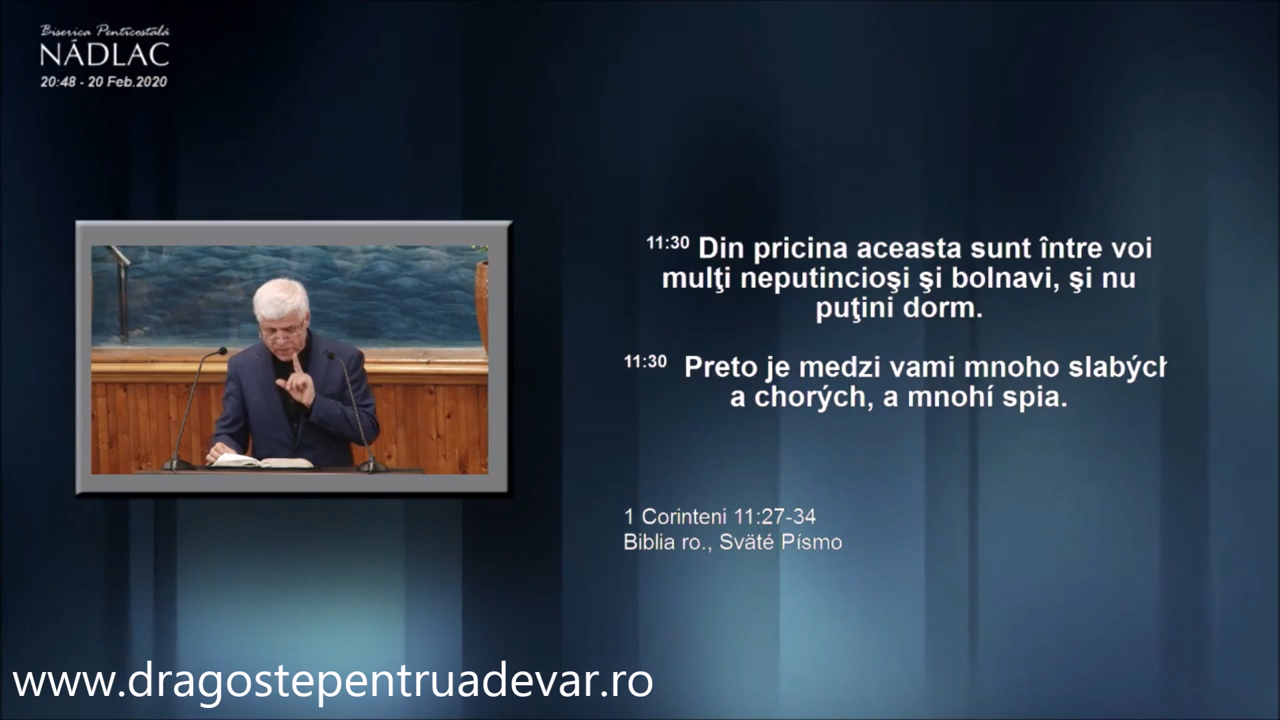 Biserica Penticostală
NĂDLAC
20:48 - 20 Feb.2020
11:30 Din pricina aceasta sunt între voi
mulţi neputincioşi şi bolnavi, şi nu
puţini dorm.
11:30 Preto je medzi vami mnoho slabých
a chorých, a mnohí spia.
1 Corinteni 11:27-34
Biblia ro., Sväté Písmo
www.dragostepentruadevar.ro